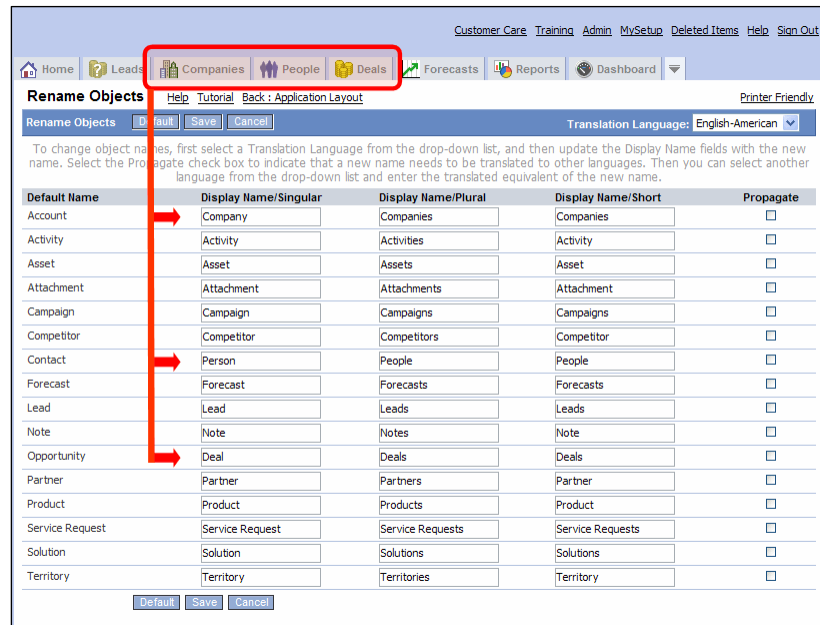 Customer Care Training Admin MySetup Deleted Items Help Sign Out
Home Leads Companies People Deals Forecasts Reports Dashboard
Rename Objects Help Tutorial Back : Application Layout Printer Friendly
Rename Objects Default Save Cancel Translation Language: English-American
To change object names, first select a Translation Language from the drop-down list, and then update the Display Name fields with the new
name. Select the Propagate check box to indicate that a new name needs to be translated to other languages. Then you can select another
language from the drop-down list and enter the translated equivalent of the new name.
Default Name Display Name/Singular Display Name/Plural Display Name/Short Propagate
Account Company Companies Companies
Activity Activity Activities Activity
Asset Asset Assets Asset
Attachment Attachment Attachments Attachment
Campaign Campaign Campaigns Campaigns
Competitor Competitor Competitors Competitor
Contact Person People People
Forecast Forecast Forecasts Forecasts
Lead Lead Leads Leads
Note Note Notes Note
Opportunity Deal Deals Deals
Partner Partner Partners Partner
Product Product Products Product
Service Request Service Request Service Requests Service Requests
Solution Solution Solutions Solutions
Territory Territory Territories Territory
Default Save Cancel